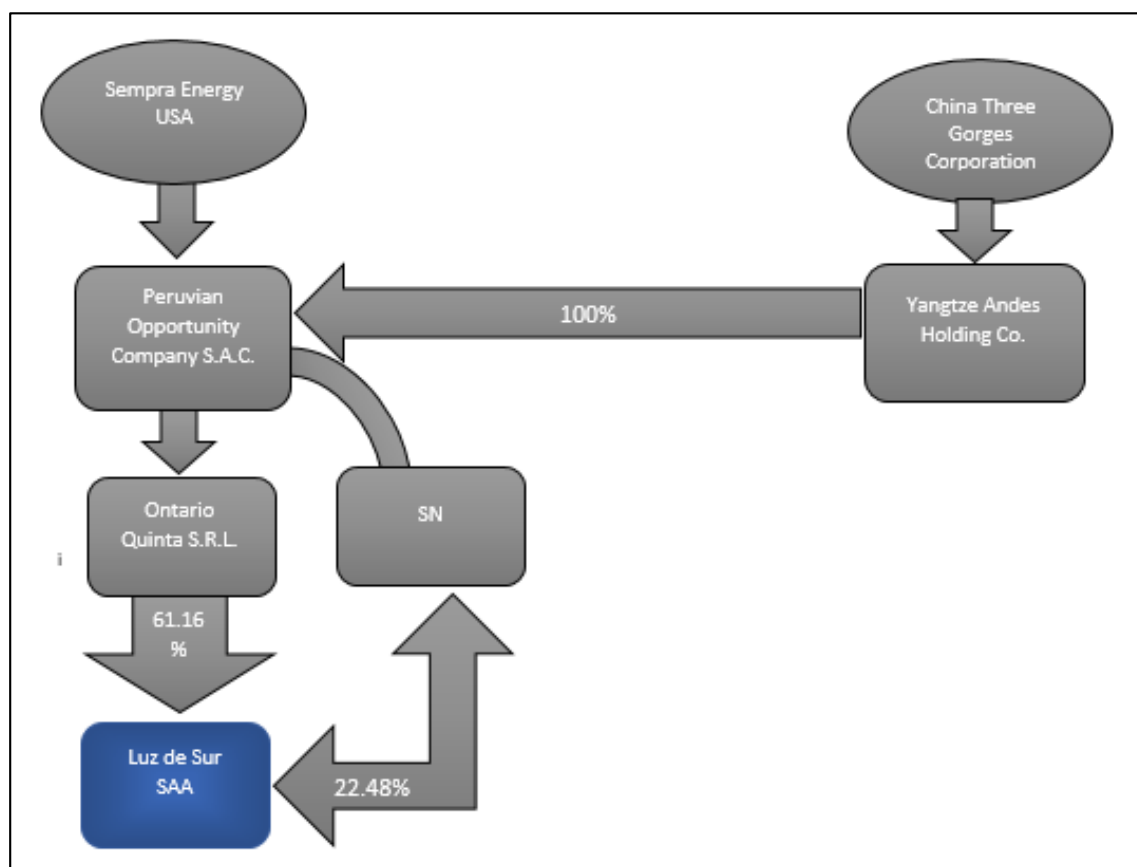 Sempra Energy
USA
China Three
Gorges
Corporation
Peruvian
Opportunity
Company S.A.C.
100%
Yangtze Andes
Holding Co.
Ontario
Quinta S.R.L.
SN
i
61.16
%
Luz de Sur
SAA
22.48%